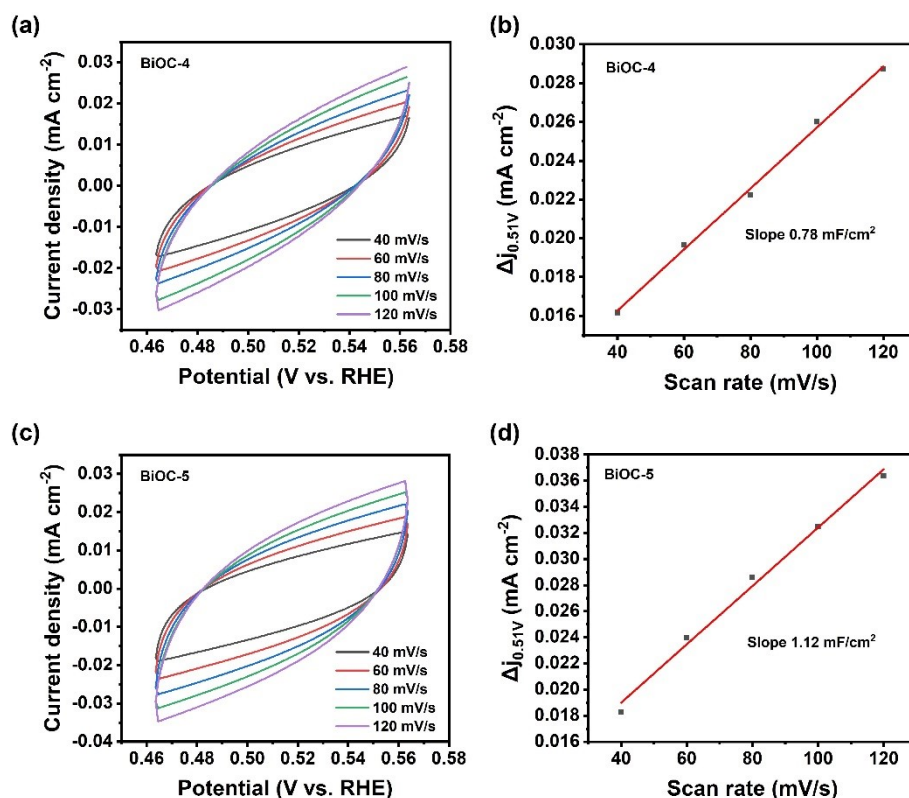 (a)
BiOC-4
Current density (mA cm⁻²)
0.03
0.02
0.01
0.00
-0.01
-0.02
-0.03
40 mV/s
60 mV/s
80 mV/s
100 mV/s
120 mV/s
0.46 0.48 0.50 0.52 0.54 0.56 0.58
Potential (V vs. RHE)
(b)
BiOC-4
Δj₀.₅₁V (mA cm⁻²)
0.030
0.028
0.026
0.024
0.022
0.020
0.018
0.016
Slope 0.78 mF/cm²
40 60 80 100 120
Scan rate (mV/s)
(c)
BiOC-5
Current density (mA cm⁻²)
0.03
0.02
0.01
0.00
-0.01
-0.02
-0.03
-0.04
40 mV/s
60 mV/s
80 mV/s
100 mV/s
120 mV/s
0.46 0.48 0.50 0.52 0.54 0.56 0.58
Potential (V vs. RHE)
(d)
BiOC-5
Δj₀.₅₁V (mA cm⁻²)
0.038
0.036
0.034
0.032
0.030
0.028
0.026
0.024
0.022
0.020
0.018
0.016
Slope 1.12 mF/cm²
40 60 80 100 120
Scan rate (mV/s)